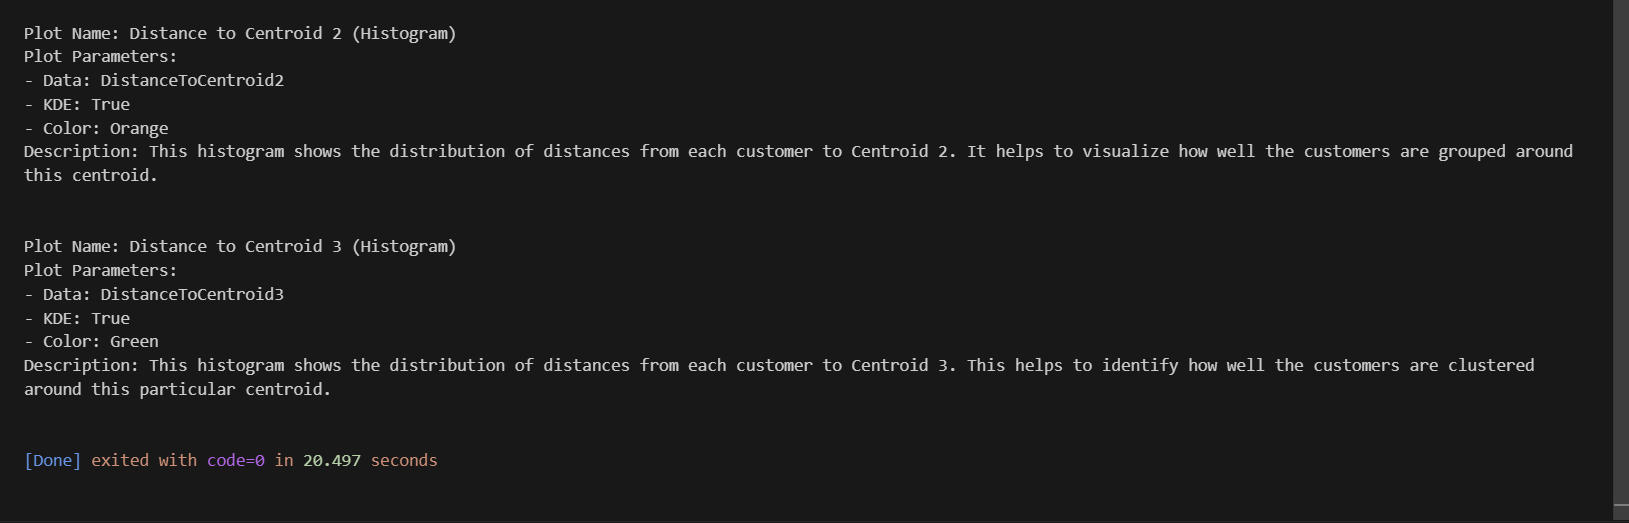 Plot Name: Distance to Centroid 2 (Histogram)
Plot Parameters:
- Data: DistanceToCentroid2
- KDE: True
- Color: Orange
Description: This histogram shows the distribution of distances from each customer to Centroid 2. It helps to visualize how well the customers are grouped around
this centroid.
Plot Name: Distance to Centroid 3 (Histogram)
Plot Parameters:
- Data: DistanceToCentroid3
- KDE: True
- Color: Green
Description: This histogram shows the distribution of distances from each customer to Centroid 3. This helps to identify how well the customers are clustered
around this particular centroid.
[Done] exited with code=0 in 20.497 seconds